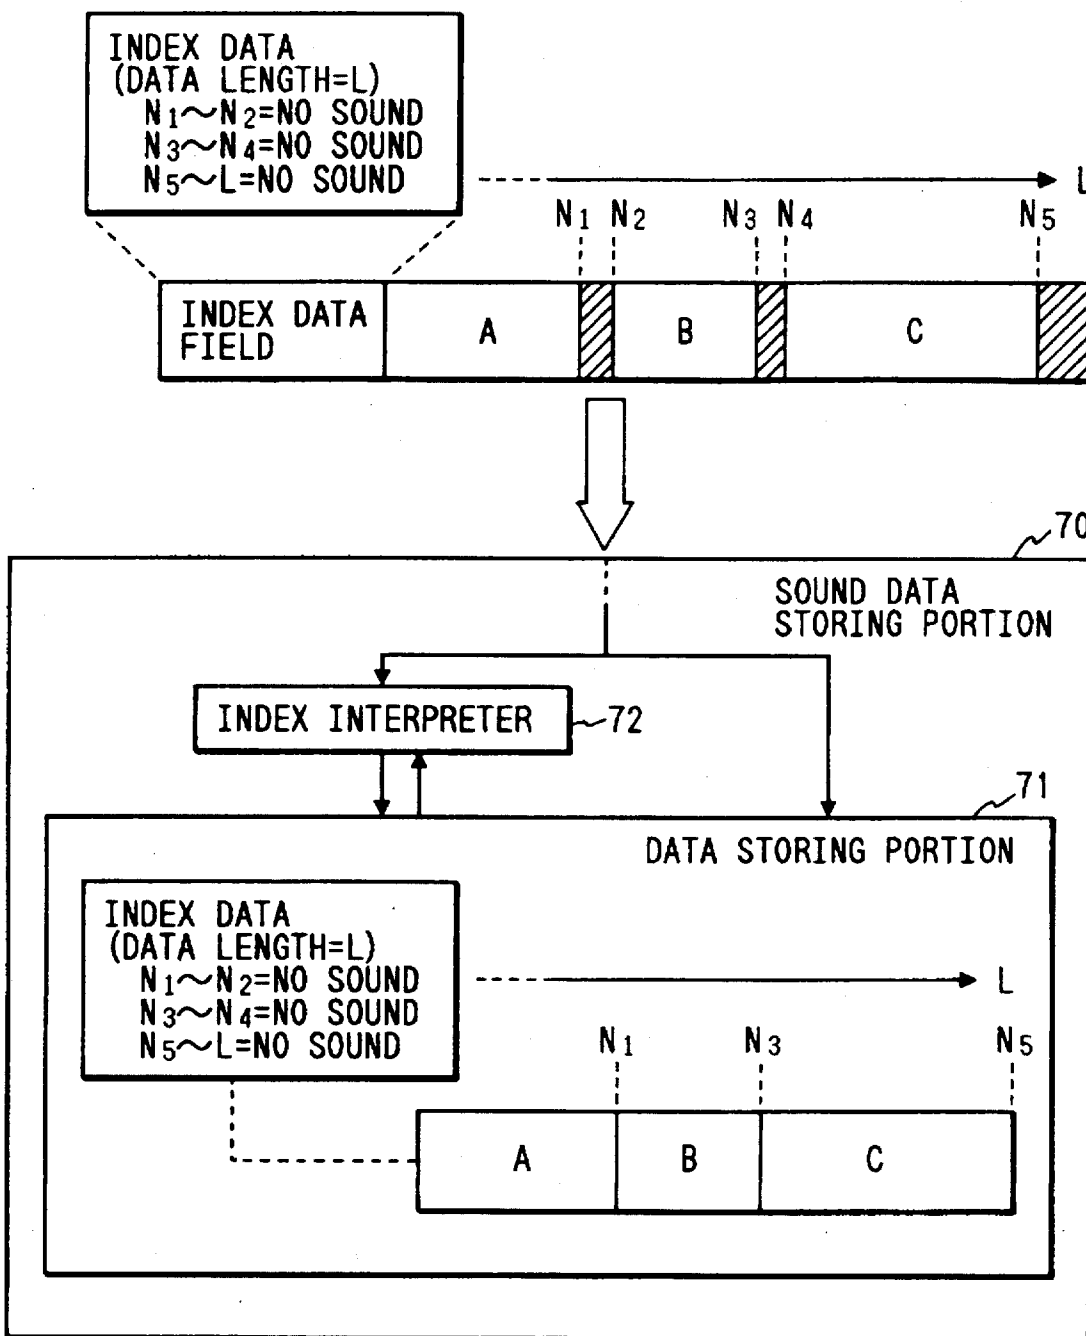 INDEX DATA
(DATA LENGTH=L)
N1~N2=NO SOUND
N3~N4=NO SOUND
N5~L=NO SOUND
L
N1 N2 N3 N4 N5
INDEX DATA
FIELD
A B C
70
SOUND DATA
STORING PORTION
INDEX INTERPRETER
72
71
DATA STORING PORTION
INDEX DATA
(DATA LENGTH=L)
N1~N2=NO SOUND
N3~N4=NO SOUND
N5~L=NO SOUND
L
N1 N3 N5
A B C